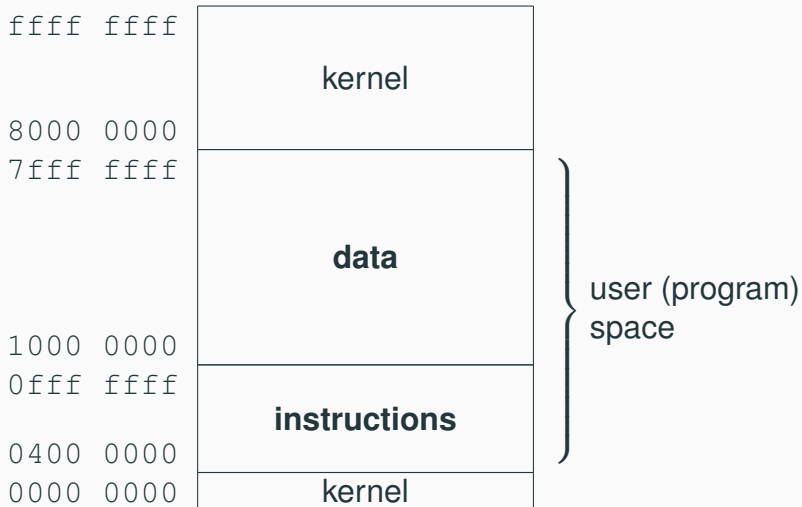 ffff ffff
kernel
8000 0000
7fff ffff
data
user (program)
space
1000 0000
0fff ffff
instructions
0400 0000
0000 0000 kernel